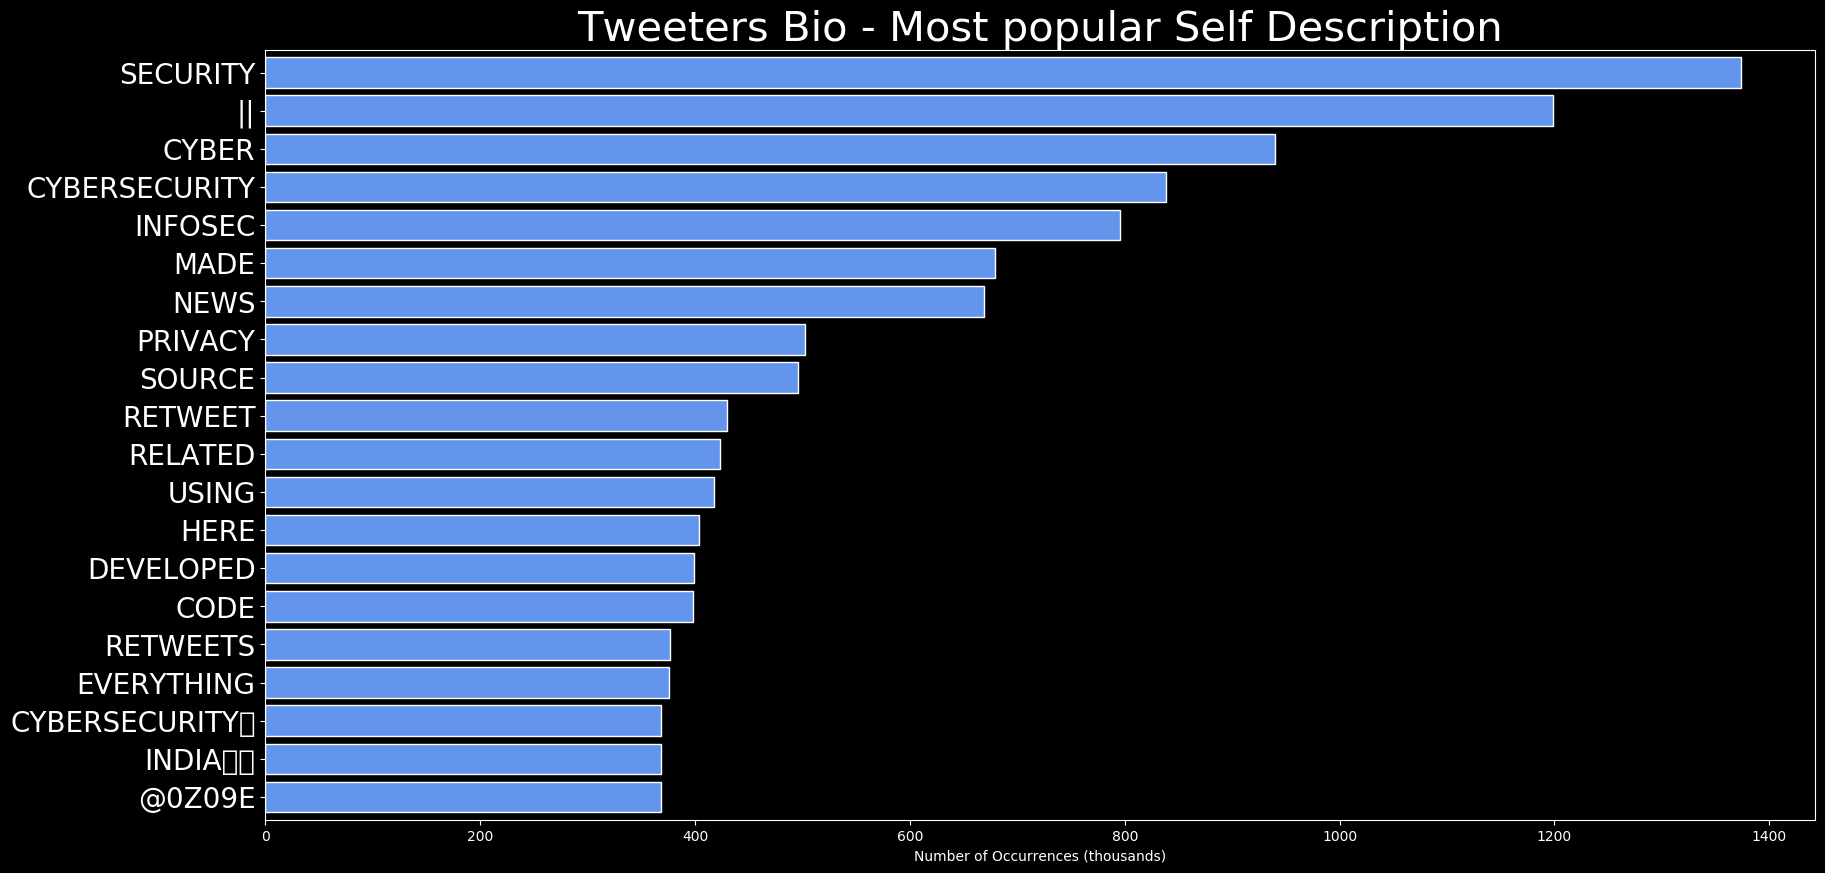 Tweeters Bio - Most popular Self Description
SECURITY
||
CYBER
CYBERSECURITY
INFOSEC
MADE
NEWS
PRIVACY
SOURCE
RETWEET
RELATED
USING
HERE
DEVELOPED
CODE
RETWEETS
EVERYTHING
CYBERSECURITY▯
INDIA▯▯
@0Z09E
0 200 400 600 800 1000 1200 1400
Number of Occurrences (thousands)